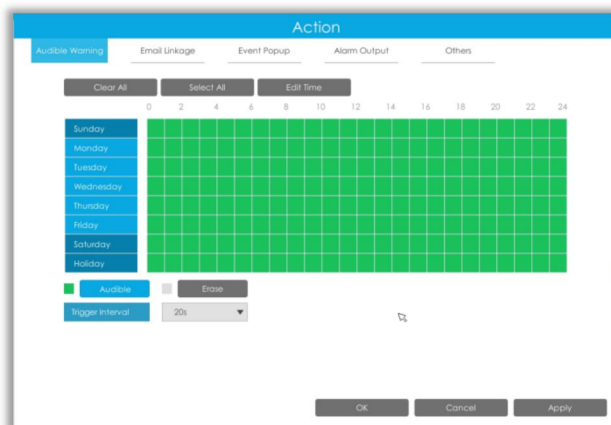 Action
Audible Warning Email Linkage Event Popup Alarm Output Others
Clear All Select All Edit Time
0 2 4 6 8 10 12 14 16 18 20 22 24
Sunday
Monday
Tuesday
Wednesday
Thursday
Friday
Saturday
Holiday
Audible Erase
Trigger Interval 20s
OK Cancel Apply